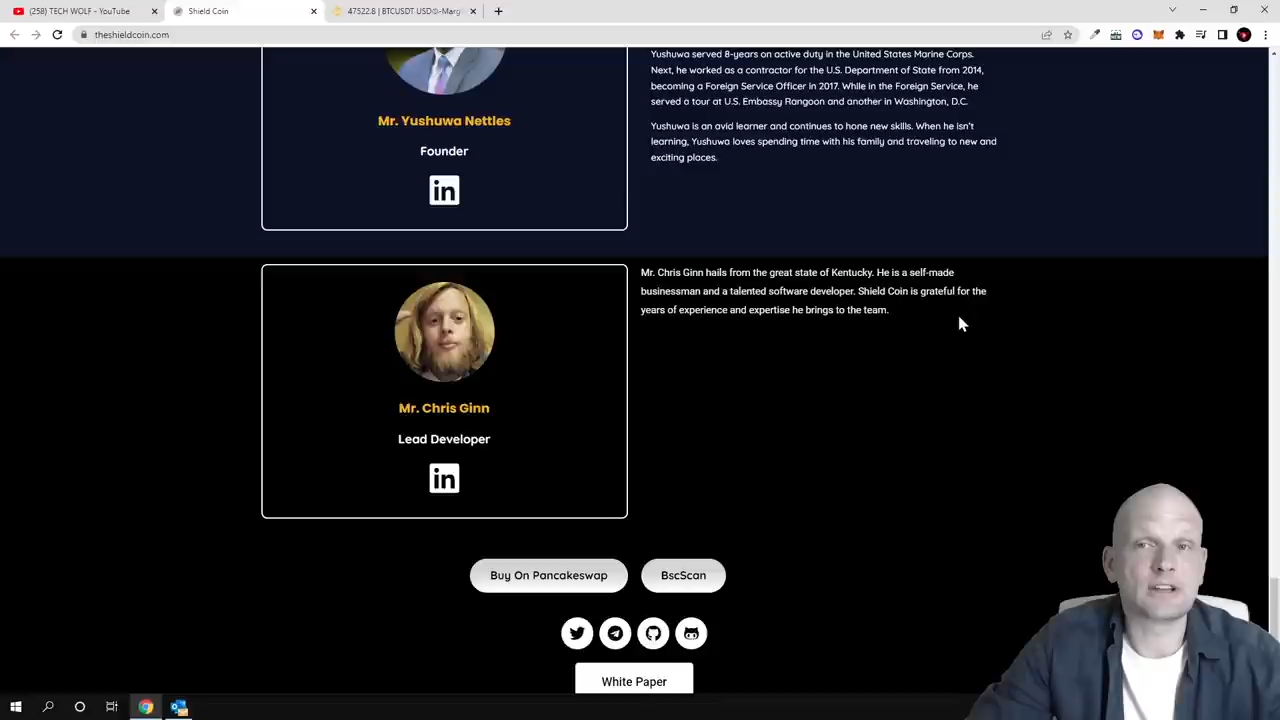 (258) TECH WOLF - YouTube
Shield Coin
47522.8 | BTCUSDT USDⓈ-Marg
theshieldcoin.com
Yushuwa served 8-years on active duty in the United States Marine Corps.
Next, he worked as a contractor for the U.S. Department of State from 2014,
becoming a Foreign Service Officer in 2017. While in the Foreign Service, he
served a tour at U.S. Embassy Rangoon and another in Washington, D.C.
Mr. Yushuwa Nettles
Yushuwa is an avid learner and continues to hone new skills. When he isn't
learning, Yushuwa loves spending time with his family and traveling to new and
exciting places.
Founder
in
Mr. Chris Ginn hails from the great state of Kentucky. He is a self-made
businessman and a talented software developer. Shield Coin is grateful for the
years of experience and expertise he brings to the team.
Mr. Chris Ginn
Lead Developer
in
Buy On Pancakeswap
BscScan
White Paper